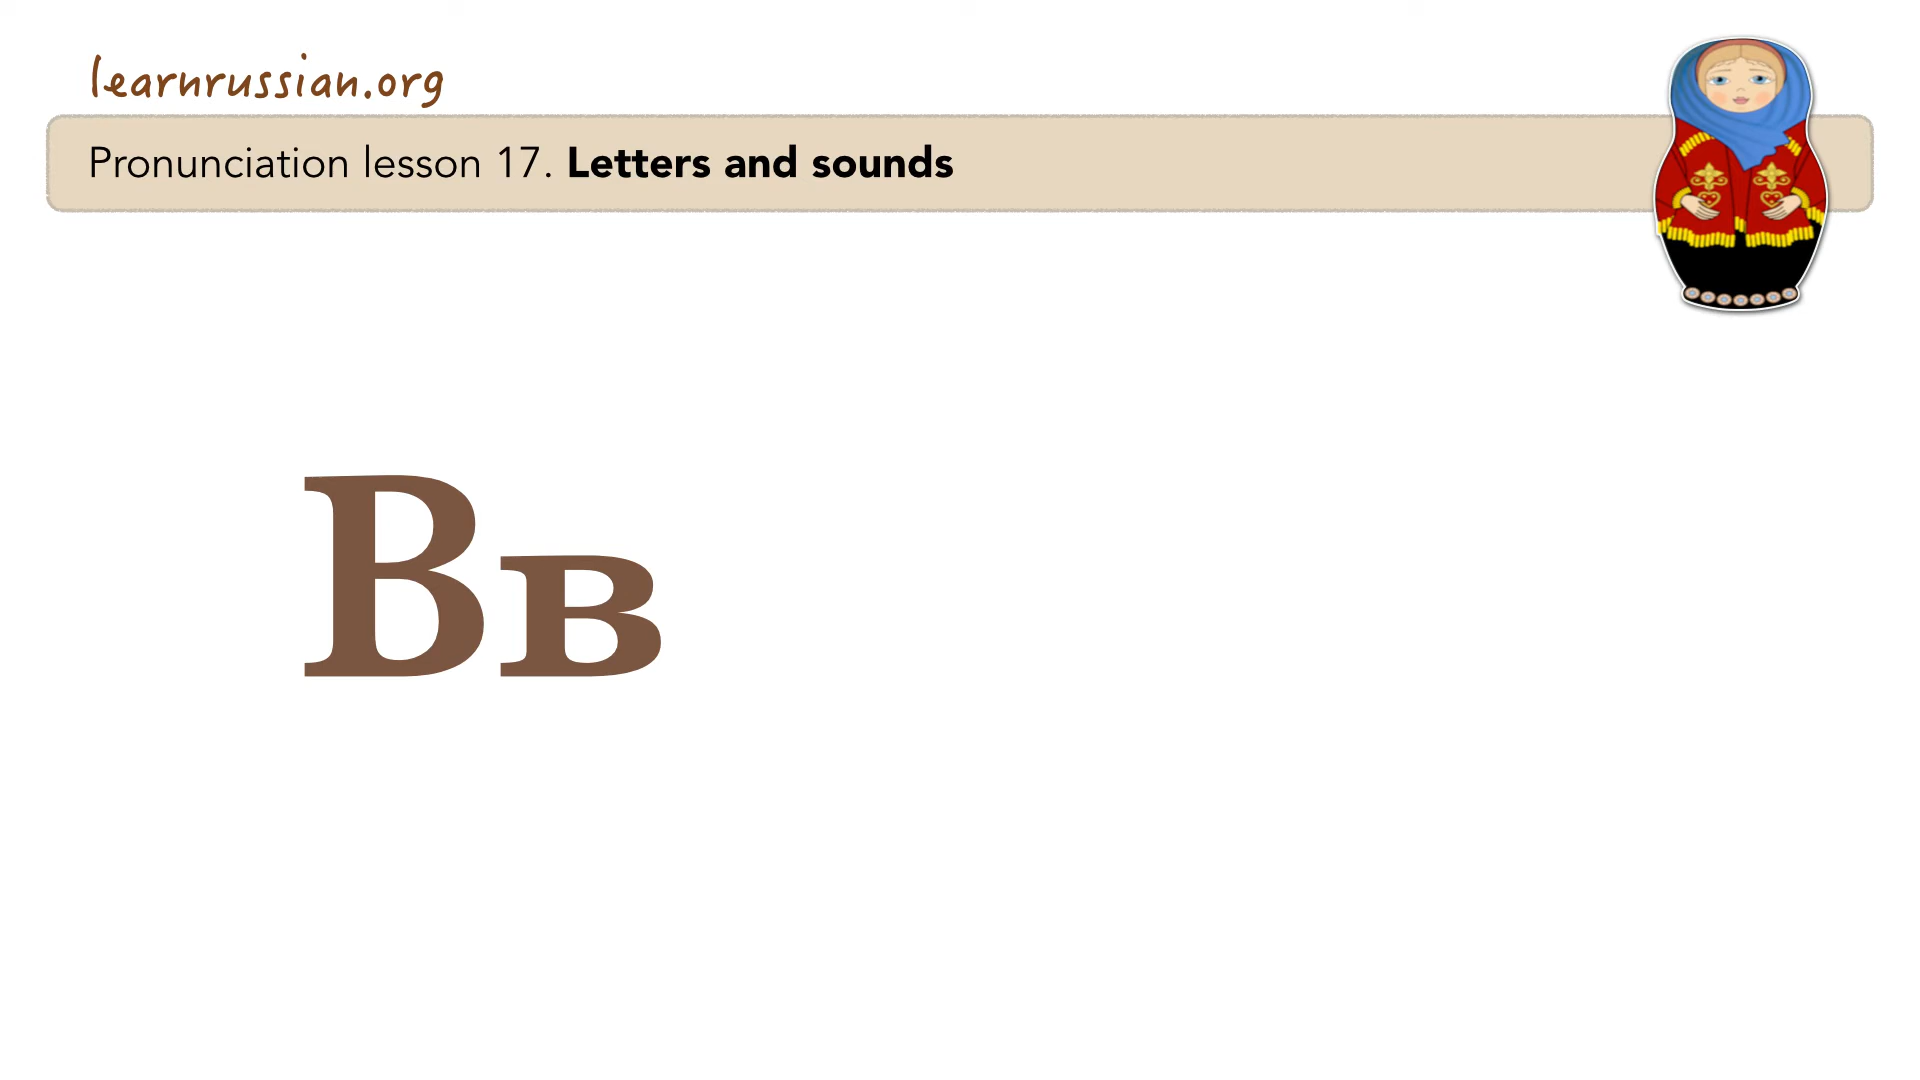 learnrussian.org
Pronunciation lesson 17. Letters and sounds
Вв